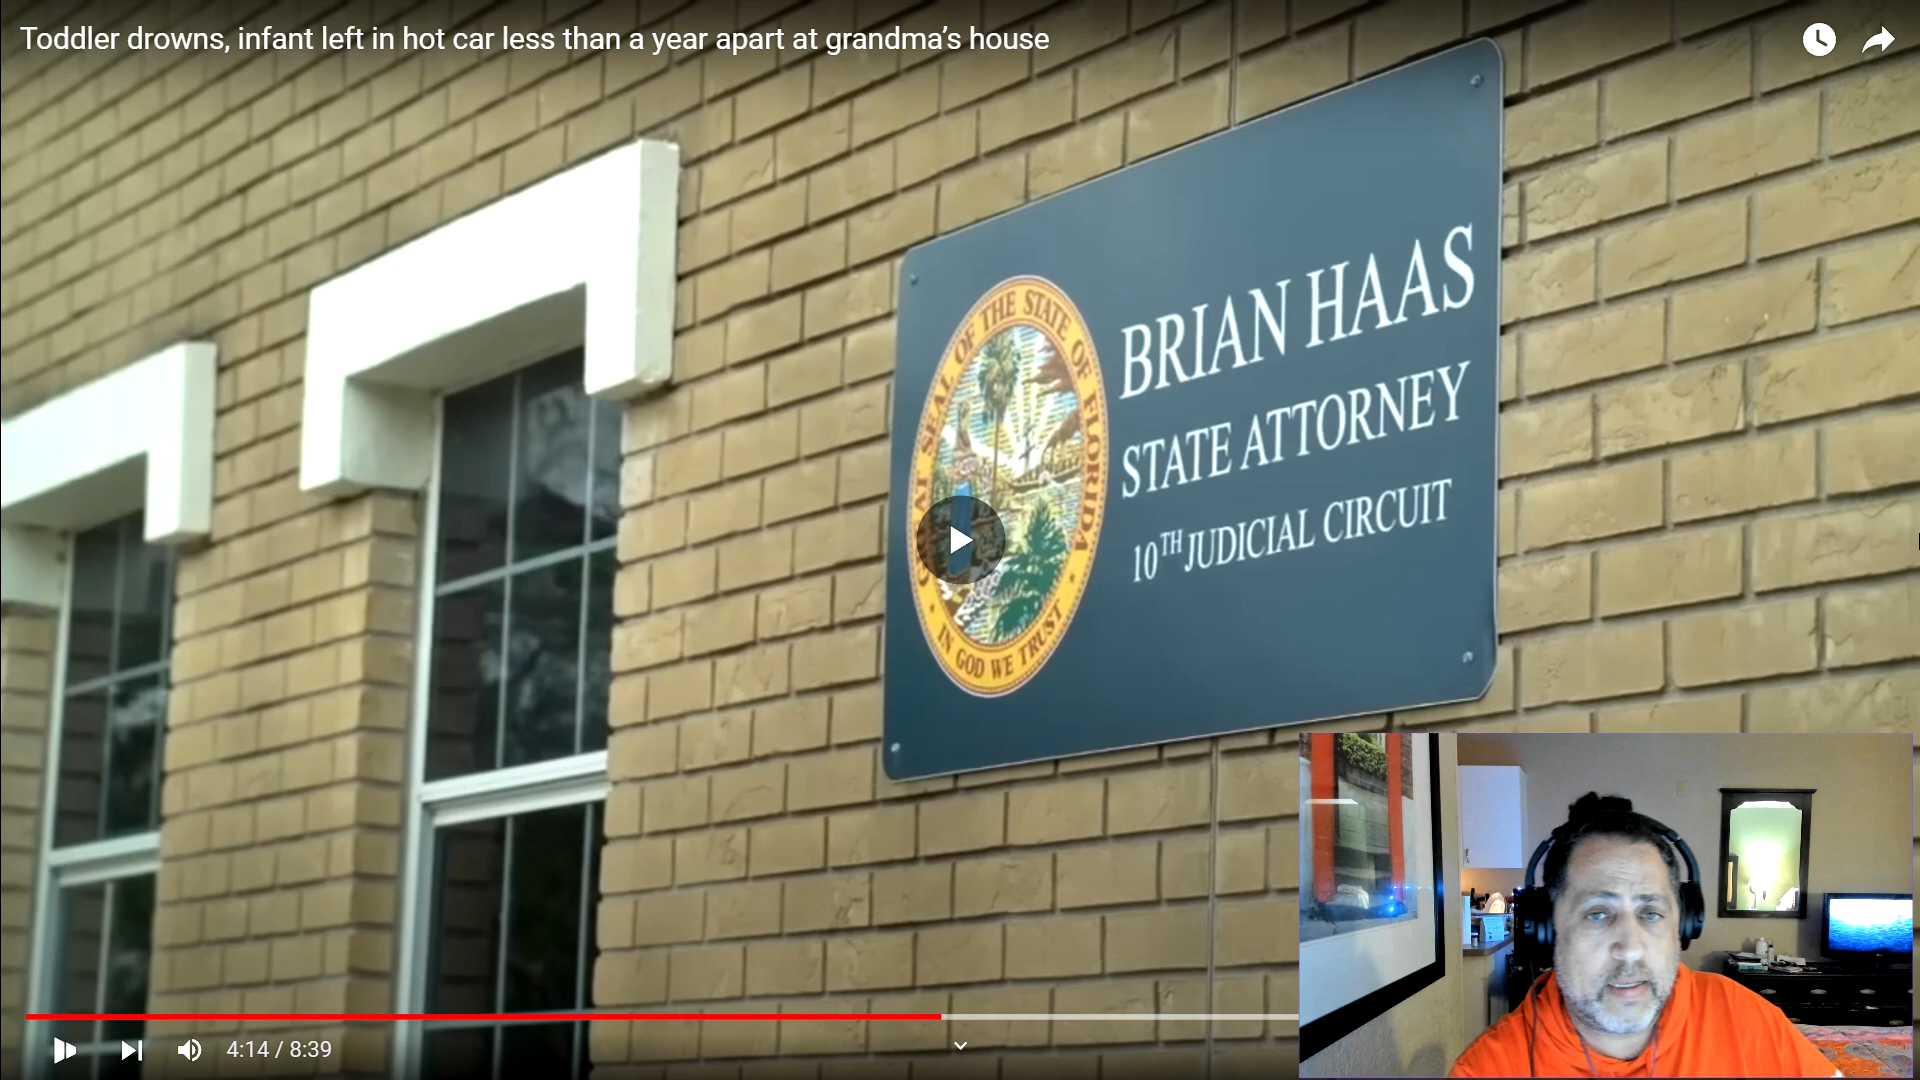 Toddler drowns, infant left in hot car less than a year apart at grandma’s house
GREAT SEAL OF THE STATE OF FLORIDA
IN GOD WE TRUST
BRIAN HAAS
STATE ATTORNEY
10TH JUDICIAL CIRCUIT
4:14 / 8:39